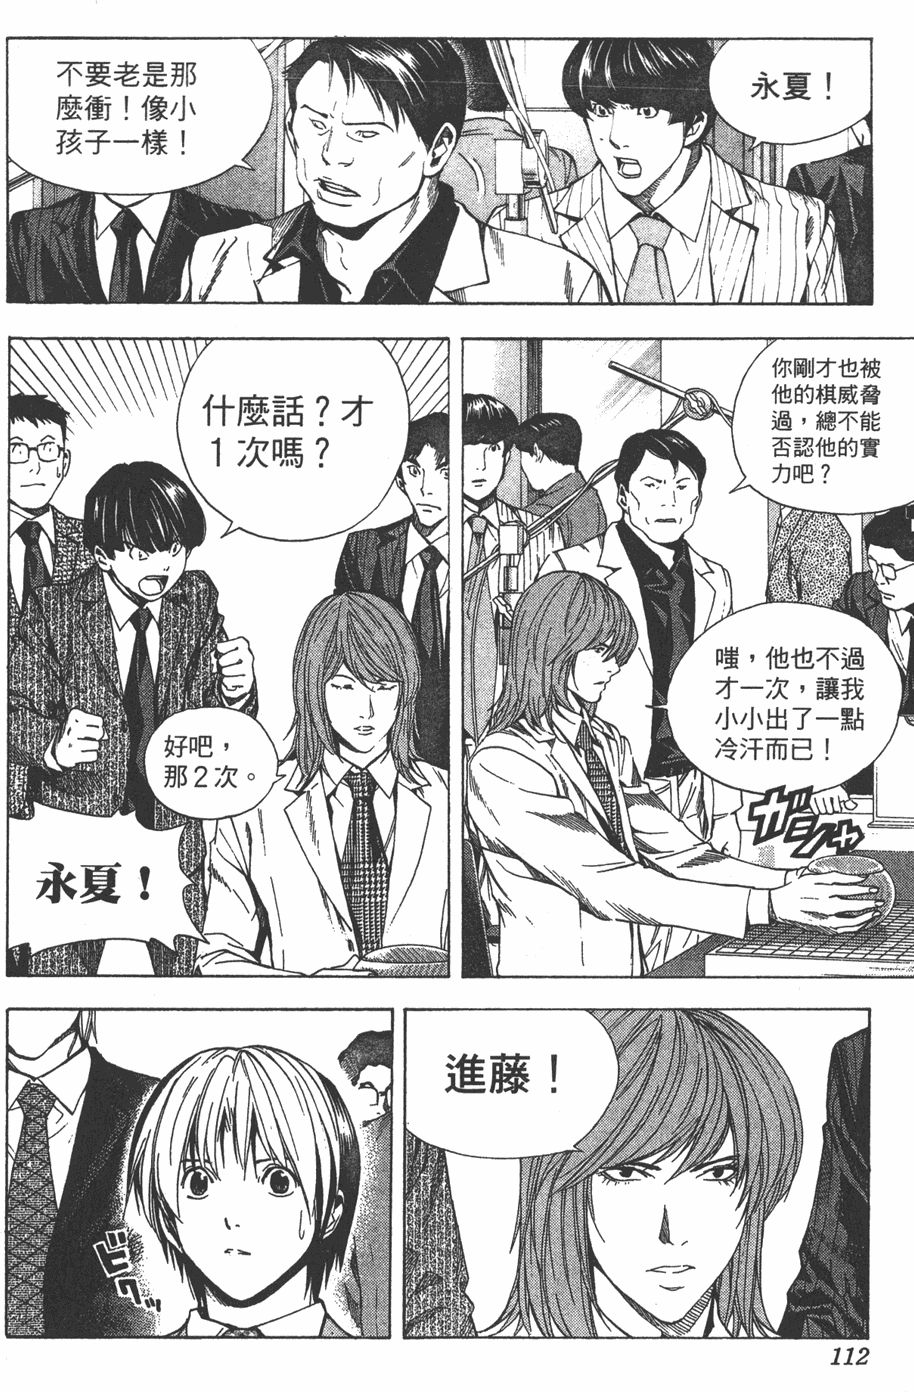 永夏！
不要老是那
麼衝！像小
孩子一樣！
你剛才也被
他的棋威脅
過，總不能
否認他的實
力吧？
嗤，他也不過
才一次，讓我
小小出了一點
冷汗而已！
ガシャ
什麼話？才
1次嗎？
好吧，
那2次。
永夏！
進藤！
ビクッ
112